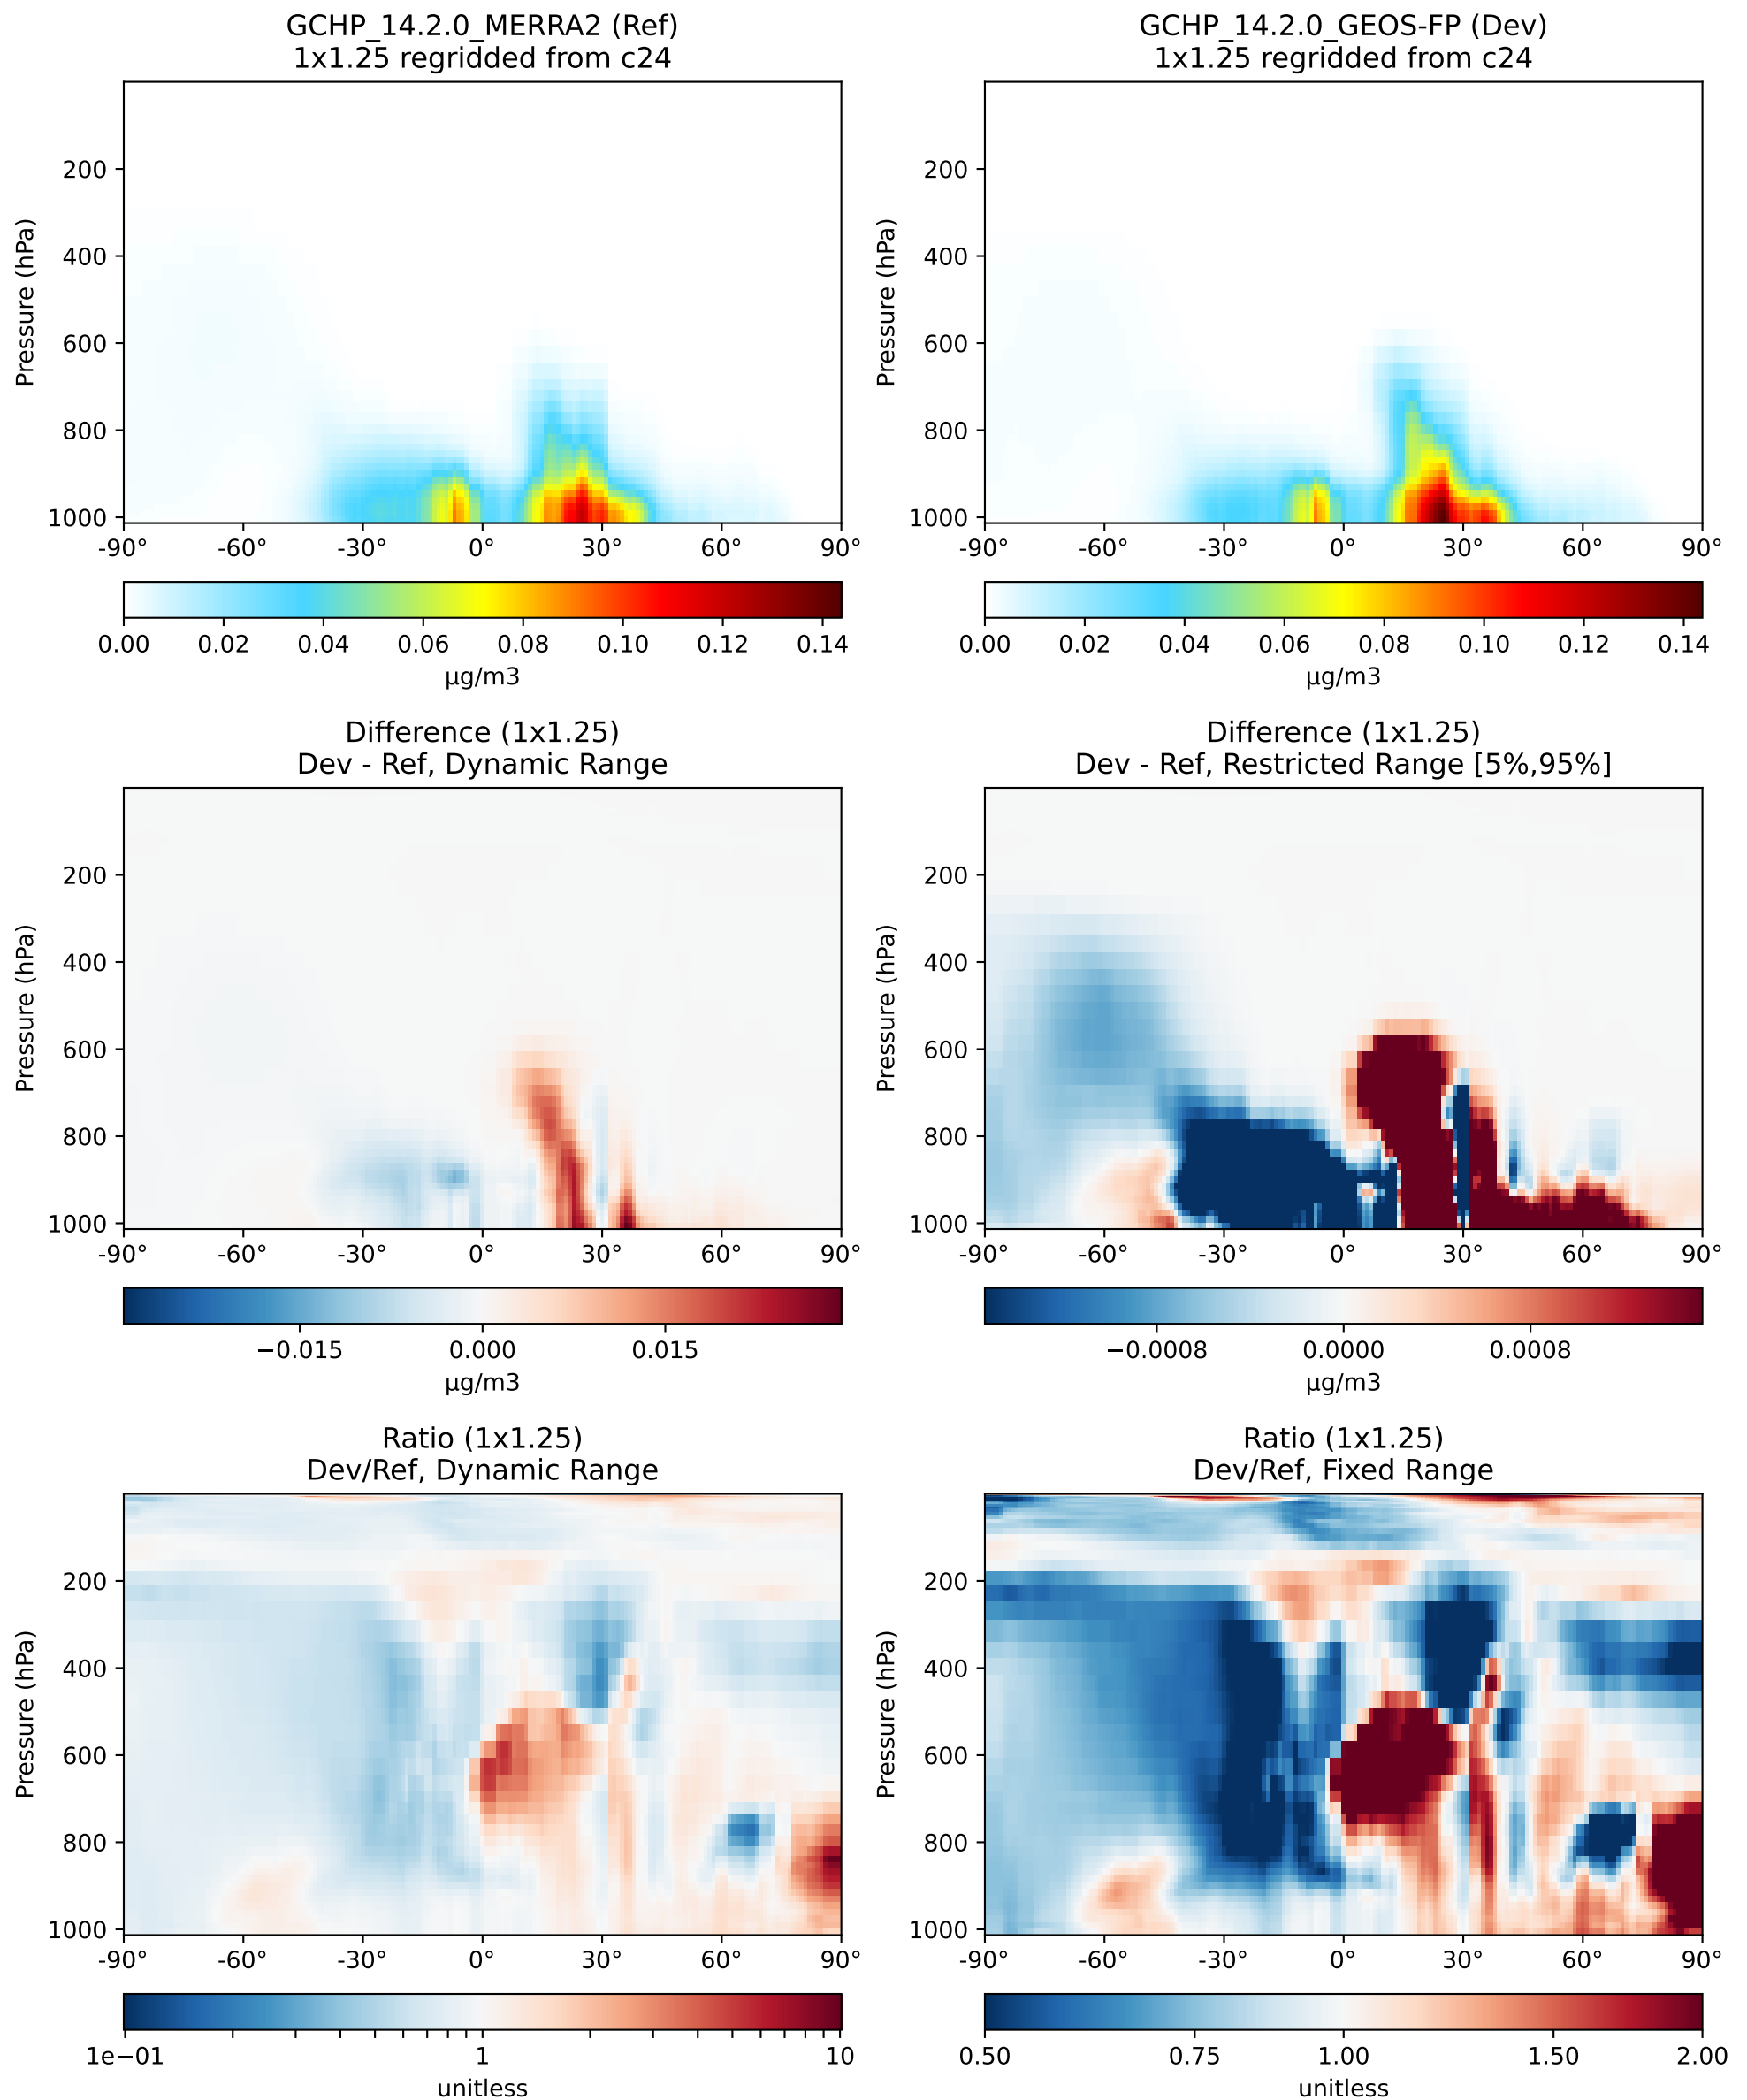 GCHP_14.2.0_MERRA2 (Ref)
1x1.25 regridded from c24
Pressure (hPa)
200
400
600
800
1000
-90° -60° -30° 0° 30° 60° 90°
0.00 0.02 0.04 0.06 0.08 0.10 0.12 0.14
µg/m3
GCHP_14.2.0_GEOS-FP (Dev)
1x1.25 regridded from c24
Pressure (hPa)
200
400
600
800
1000
-90° -60° -30° 0° 30° 60° 90°
0.00 0.02 0.04 0.06 0.08 0.10 0.12 0.14
µg/m3
Difference (1x1.25)
Dev - Ref, Dynamic Range
Pressure (hPa)
200
400
600
800
1000
-90° -60° -30° 0° 30° 60° 90°
−0.015 0.000 0.015
µg/m3
Difference (1x1.25)
Dev - Ref, Restricted Range [5%,95%]
Pressure (hPa)
200
400
600
800
1000
-90° -60° -30° 0° 30° 60° 90°
−0.0008 0.0000 0.0008
µg/m3
Ratio (1x1.25)
Dev/Ref, Dynamic Range
Pressure (hPa)
200
400
600
800
1000
-90° -60° -30° 0° 30° 60° 90°
1e−01 1 10
unitless
Ratio (1x1.25)
Dev/Ref, Fixed Range
Pressure (hPa)
200
400
600
800
1000
-90° -60° -30° 0° 30° 60° 90°
0.50 0.75 1.00 1.50 2.00
unitless